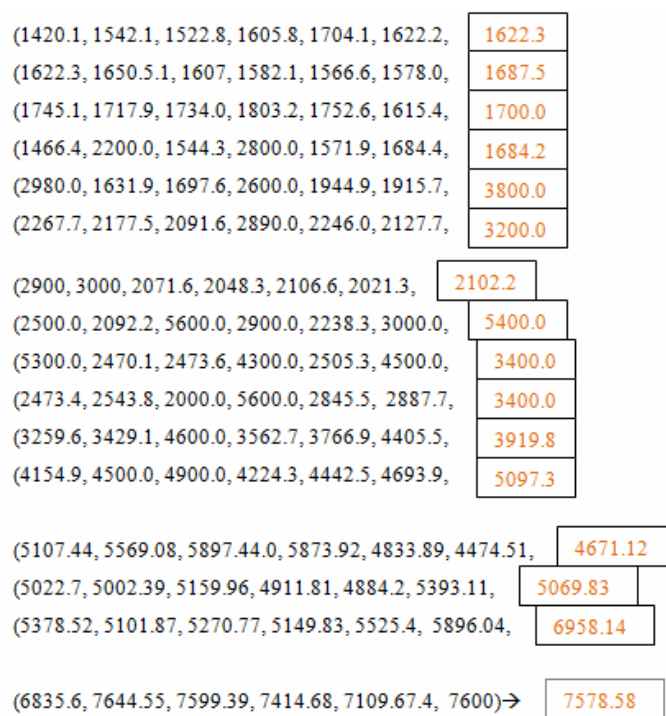 (1420.1, 1542.1, 1522.8, 1605.8, 1704.1, 1622.2, 1622.3
(1622.3, 1650.5.1, 1607, 1582.1, 1566.6, 1578.0, 1687.5
(1745.1, 1717.9, 1734.0, 1803.2, 1752.6, 1615.4, 1700.0
(1466.4, 2200.0, 1544.3, 2800.0, 1571.9, 1684.4, 1684.2
(2980.0, 1631.9, 1697.6, 2600.0, 1944.9, 1915.7, 3800.0
(2267.7, 2177.5, 2091.6, 2890.0, 2246.0, 2127.7, 3200.0
(2900, 3000, 2071.6, 2048.3, 2106.6, 2021.3, 2102.2
(2500.0, 2092.2, 5600.0, 2900.0, 2238.3, 3000.0, 5400.0
(5300.0, 2470.1, 2473.6, 4300.0, 2505.3, 4500.0, 3400.0
(2473.4, 2543.8, 2000.0, 5600.0, 2845.5, 2887.7, 3400.0
(3259.6, 3429.1, 4600.0, 3562.7, 3766.9, 4405.5, 3919.8
(4154.9, 4500.0, 4900.0, 4224.3, 4442.5, 4693.9, 5097.3
(5107.44, 5569.08, 5897.44.0, 5873.92, 4833.89, 4474.51, 4671.12
(5022.7, 5002.39, 5159.96, 4911.81, 4884.2, 5393.11, 5069.83
(5378.52, 5101.87, 5270.77, 5149.83, 5525.4, 5896.04, 6958.14
(6835.6, 7644.55, 7599.39, 7414.68, 7109.67.4, 7600)→ 7578.58